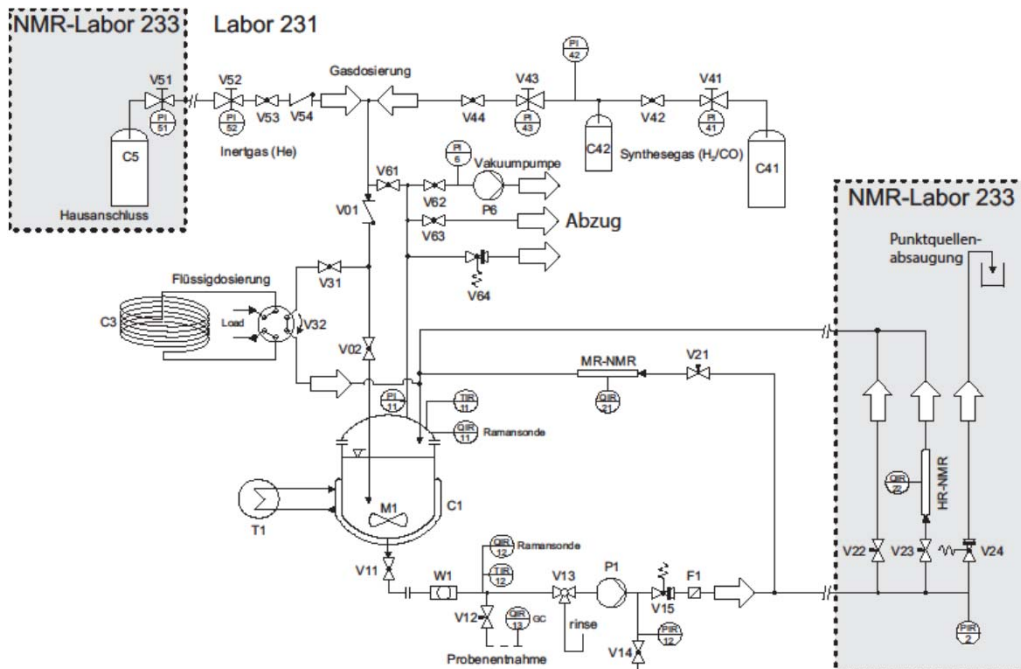 NMR-Labor 233
Labor 231
PI
42
V51
V52
Gasdosierung
V43
V41
PI
51
PI
52
V53
V54
V44
PI
43
V42
PI
41
C5
Inertgas (He)
C42
Synthesegas (H₂/CO)
C41
PI
6
Vakuumpumpe
V61
V62
P6
Hausanschluss
V01
V63
Abzug
V64
NMR-Labor 233
Punktquellen-
absaugung
Flüssigdosierung
V31
C3
Load
V32
V02
MR-NMR
V21
QIR
21
PI
11
TIR
11
QIR
11
Ramansonde
QIR
22
HR-NMR
T1
M1
C1
V22
V23
V24
V11
QIR
12
Ramansonde
W1
TIR
12
V13
P1
V15
F1
V12
QIR
13
GC
rinse
PIR
12
V14
Probenentnahme
PIR
2